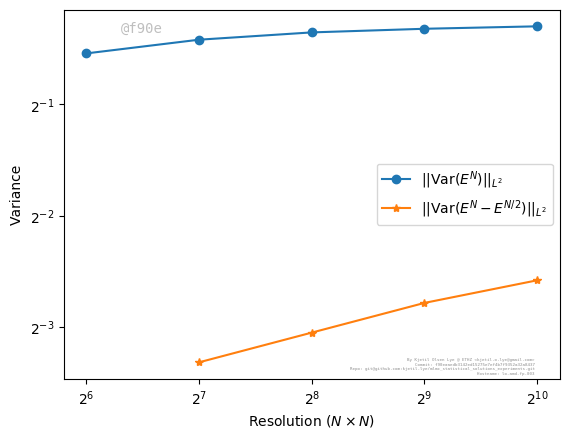 @f90e
2^{-1}
2^{-2}
2^{-3}
Variance
||Var(E^N)||_{L^2}
||Var(E^N − E^{N/2})||_{L^2}
2^6 2^7 2^8 2^9 2^{10}
Resolution (N × N)